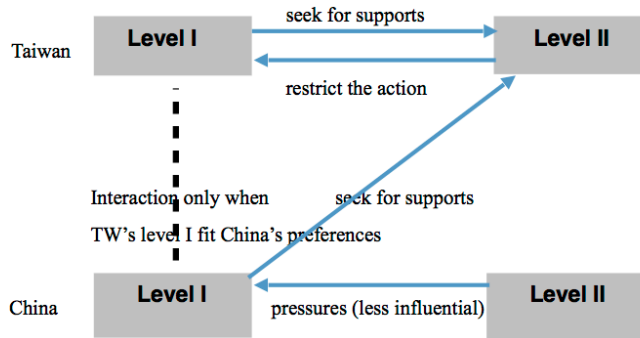 seek for supports
Level I
Level II
Taiwan
restrict the action
Interaction only when
seek for supports
TW's level I fit China's preferences
Level I
Level II
China
pressures (less influential)